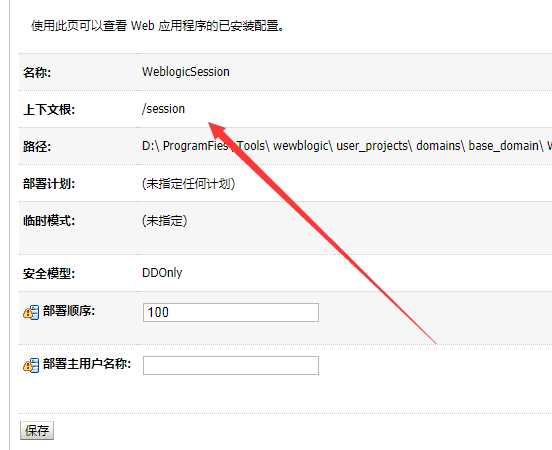 使用此页可以查看 Web 应用程序的已安装配置。
名称: WeblogicSession
上下文根: /session
路径: D:\ ProgramFies\ Tools\ wewblogic\ user_projects\ domains\ base_domain\
部署计划: (未指定任何计划)
临时模式: (未指定)
安全模型: DDOnly
部署顺序: 100
部署主用户名称:
保存